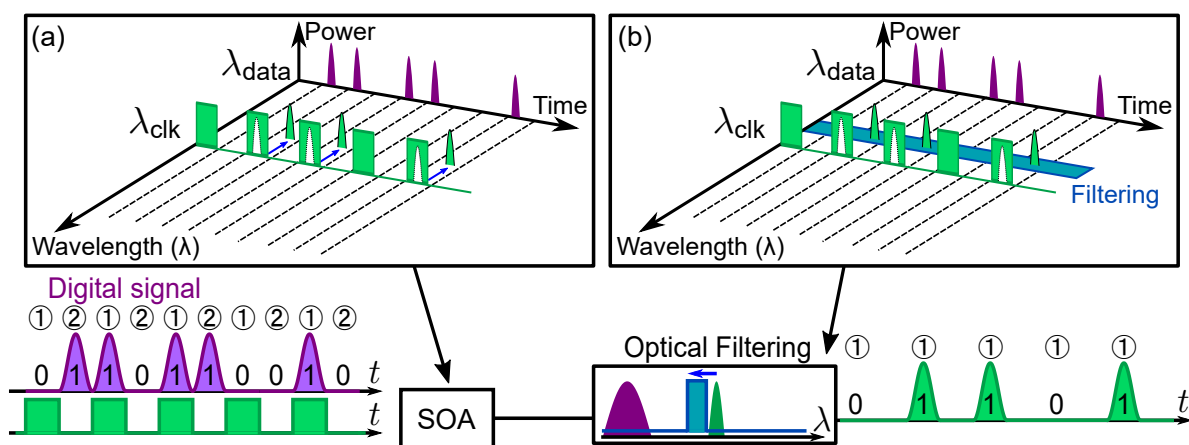 (a)
Power
λdata
Time
λclk
Wavelength (λ)
(b)
Power
λdata
Time
λclk
Filtering
Wavelength (λ)
Digital signal
① ② ① ② ① ② ① ② ① ②
0 1 1 0 1 1 0 0 1 0 t
t
SOA
Optical Filtering
λ
① ① ① ① ①
0 1 1 0 1 t